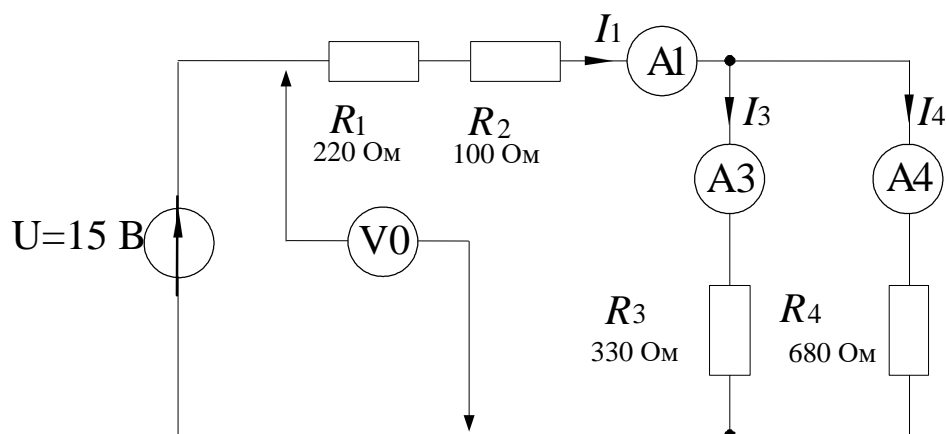 I1
A1
R1
220 Ом
R2
100 Ом
I3
I4
A3
A4
U=15 В
V0
R3
330 Ом
R4
680 Ом